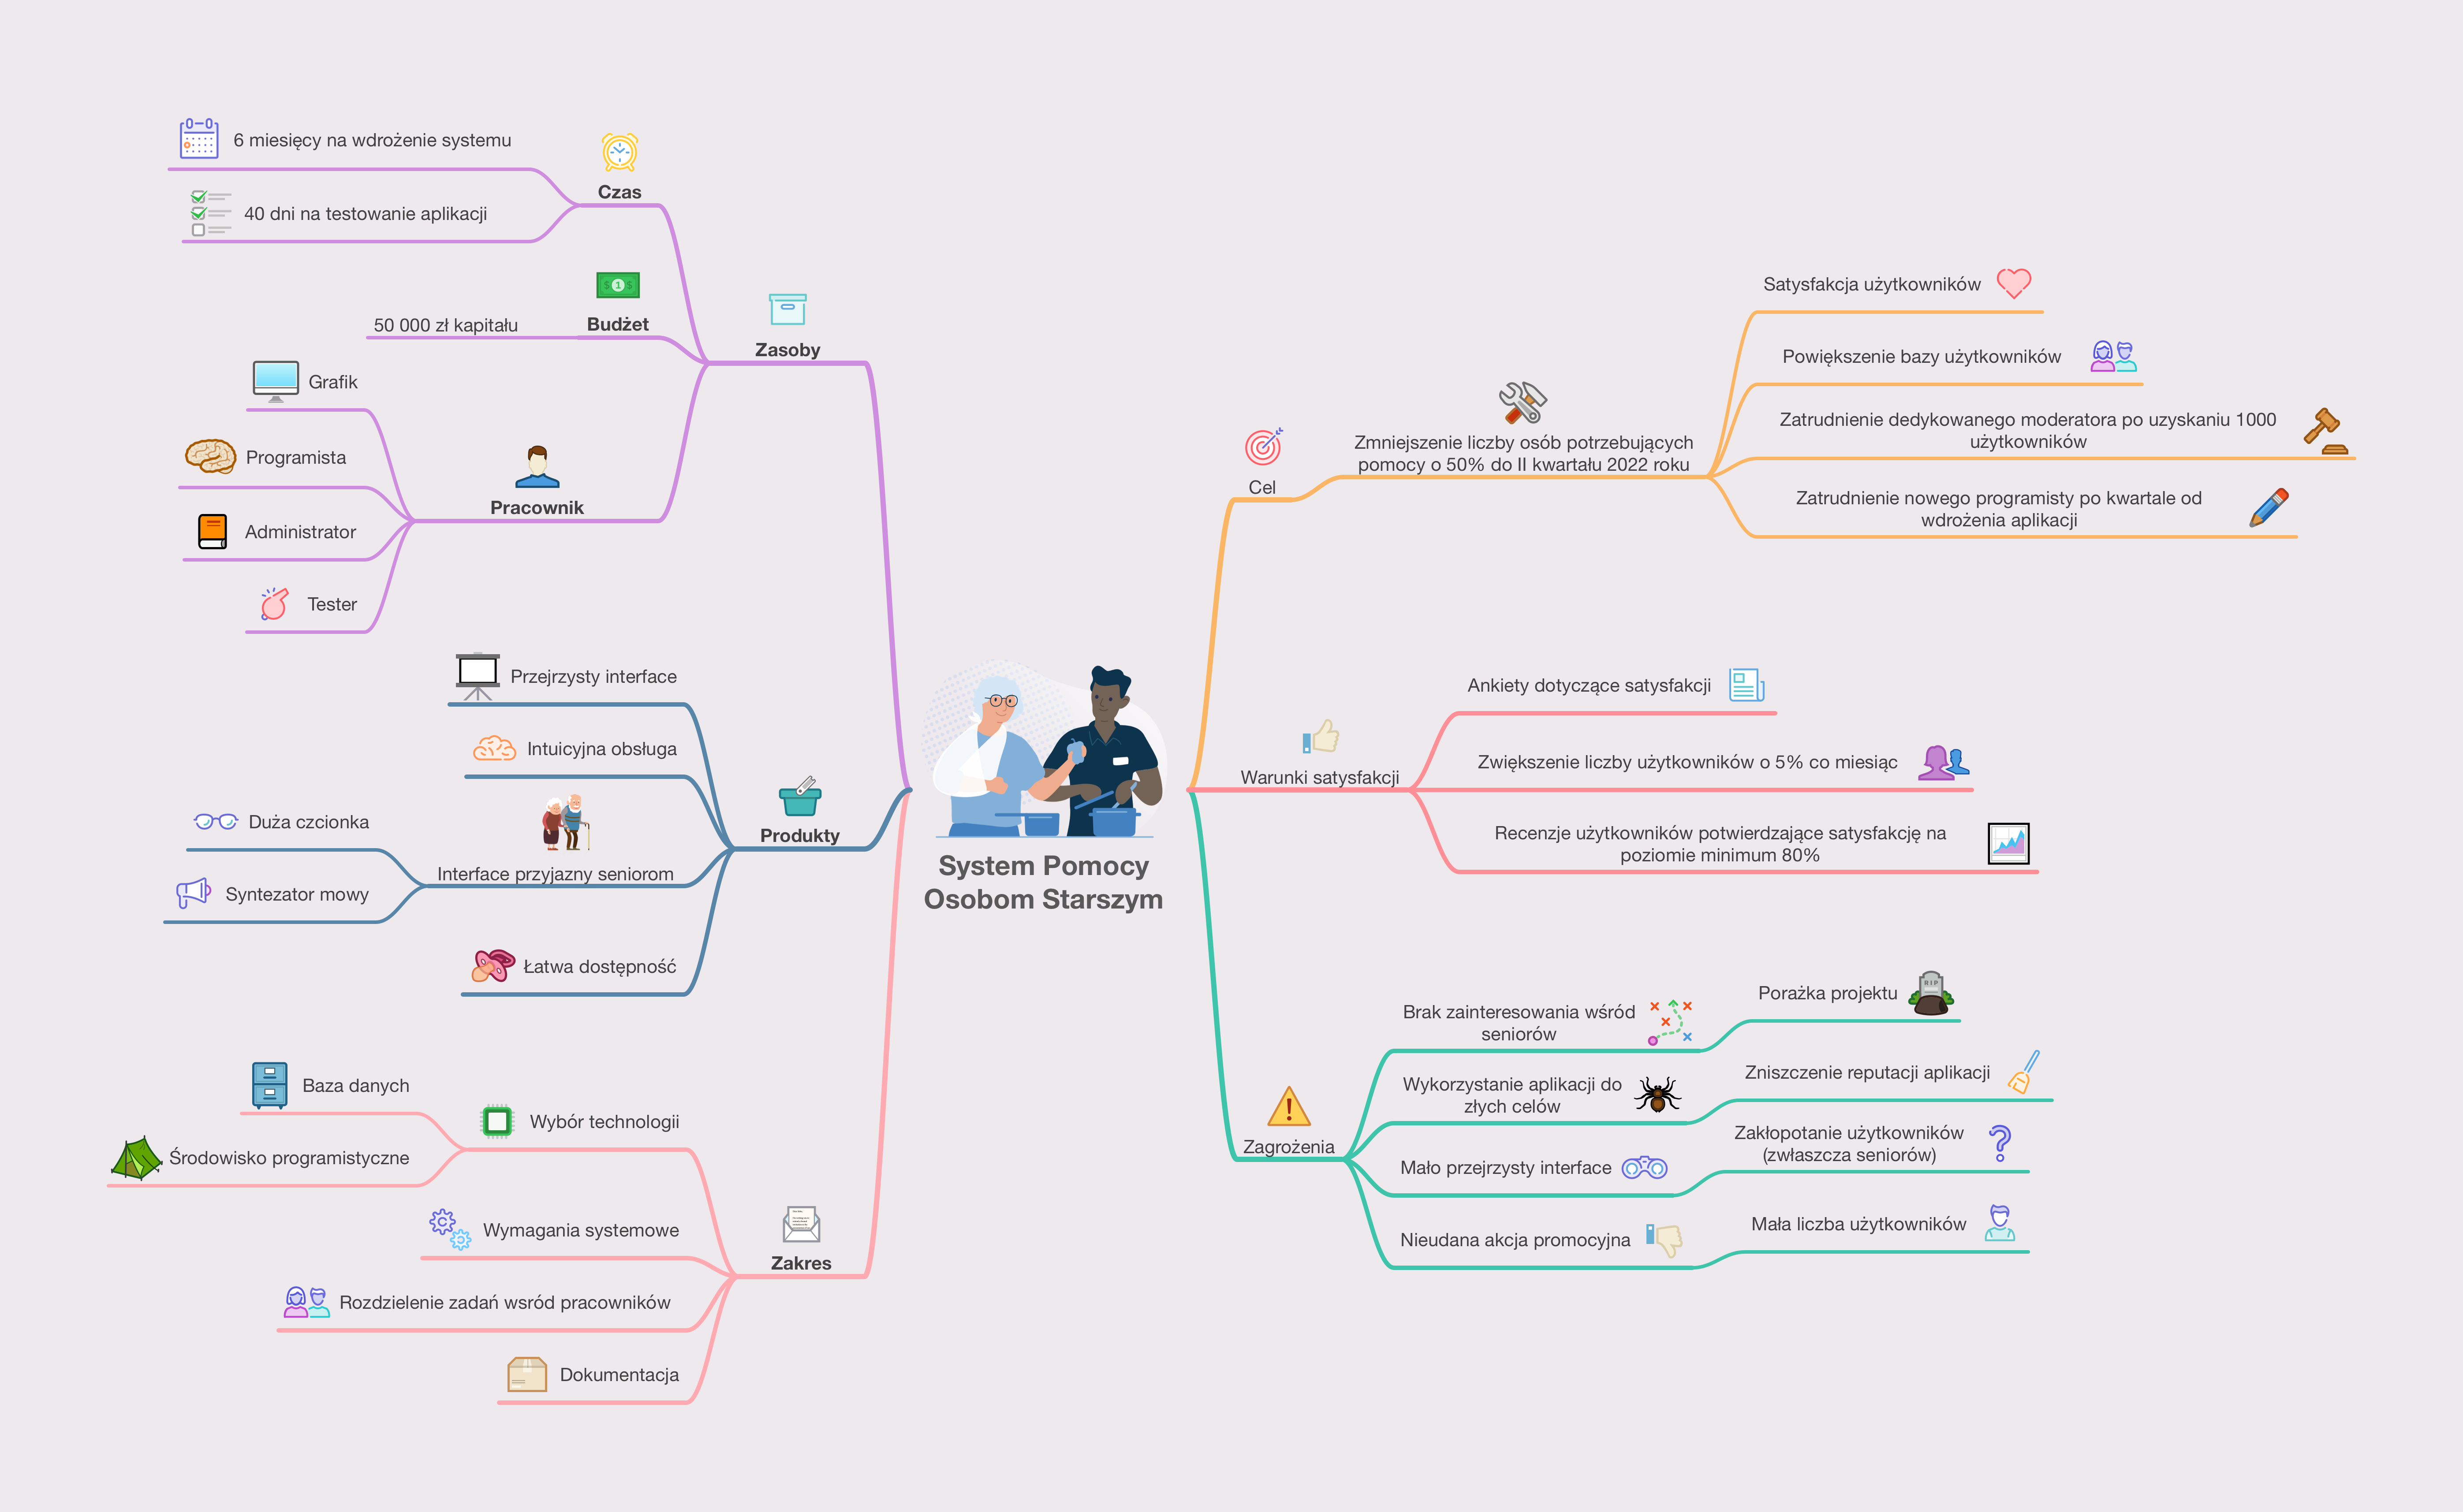 6 miesięcy na wdrożenie systemu
40 dni na testowanie aplikacji
Czas
50 000 zł kapitału
Budżet
Zasoby
Grafik
Programista
Administrator
Tester
Pracownik
Przejrzysty interface
Intuicyjna obsługa
Duża czcionka
Syntezator mowy
Interface przyjazny seniorom
Łatwa dostępność
Produkty
Baza danych
Środowisko programistyczne
Wybór technologii
Wymagania systemowe
Rozdzielenie zadań wsród pracowników
Dokumentacja
Zakres
System Pomocy
Osobom Starszym
Cel
Zmniejszenie liczby osób potrzebujących
pomocy o 50% do II kwartału 2022 roku
Satysfakcja użytkowników
Powiększenie bazy użytkowników
Zatrudnienie dedykowanego moderatora po uzyskaniu 1000
użytkowników
Zatrudnienie nowego programisty po kwartale od
wdrożenia aplikacji
Warunki satysfakcji
Ankiety dotyczące satysfakcji
Zwiększenie liczby użytkowników o 5% co miesiąc
Recenzje użytkowników potwierdzające satysfakcję na
poziomie minimum 80%
Zagrożenia
Brak zainteresowania wśród
seniorów
Porażka projektu
RIP
Wykorzystanie aplikacji do
złych celów
Zniszczenie reputacji aplikacji
Mało przejrzysty interface
Zakłopotanie użytkowników
(zwłaszcza seniorów)
Nieudana akcja promocyjna
Mała liczba użytkowników